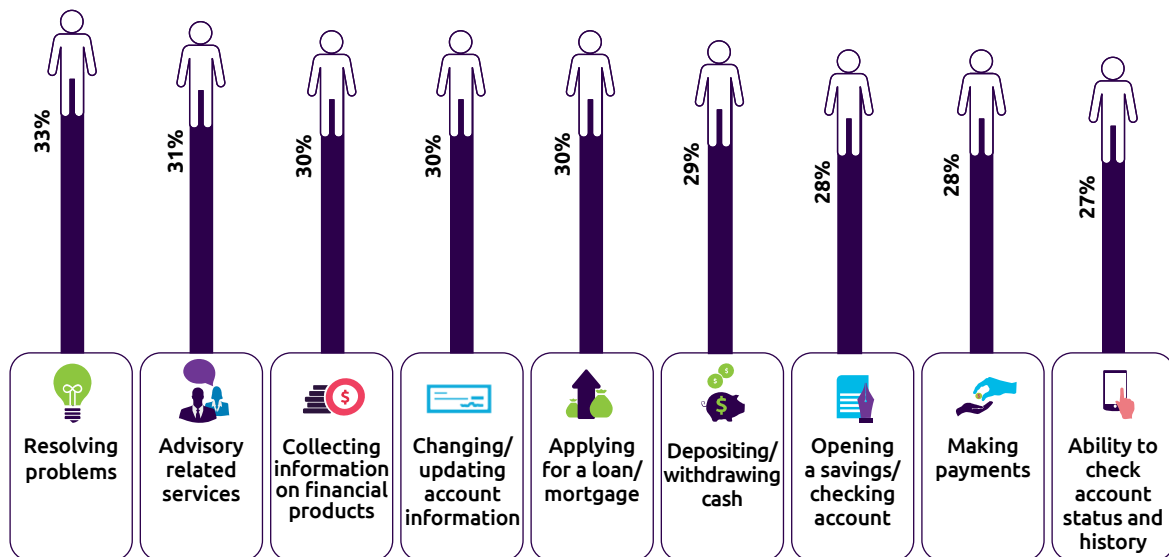 33%
31%
30%
30%
30%
29%
28%
28%
27%
Resolving
problems
Advisory
related
services
Collecting
information
on financial
products
Changing/
updating
account
information
Applying
for a loan/
mortgage
Depositing/
withdrawing
cash
Opening
a savings/
checking
account
Making
payments
Ability to
check
account
status and
history